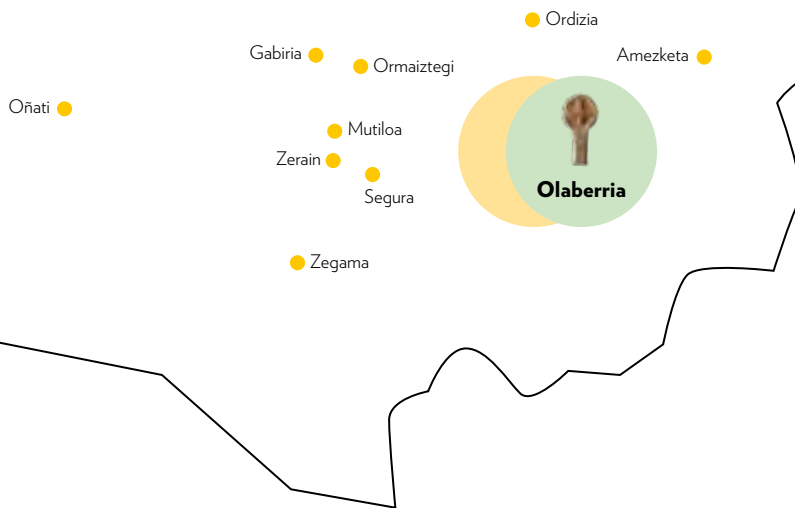 Ordizia
Gabiria
Amezketa
Ormaiztegi
Oñati
Mutiloa
Zerain
Olaberria
Segura
Zegama